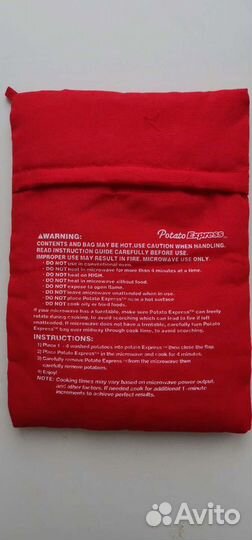 Potato Express™
⚠WARNING:
CONTENTS AND BAG MAY BE HOT. USE CAUTION WHEN HANDLING.
READ INSTRUCTION GUIDE CAREFULLY BEFORE USE.
IMPROPER USE MAY RESULT IN FIRE. MICROWAVE USE ONLY.
- DO NOT use in conventional oven.
- DO NOT heat in microwave for more than 4 minutes at a time.
- DO NOT heat on HIGH.
- DO NOT heat in microwave without food.
- DO NOT expose to open flame.
- DO NOT leave microwave unattended when in use.
- DO NOT place Potato Express™ on a hot surface
- DO NOT cook oily or fried foods.
If your microwave has a turntable, make sure Potato Express™ can freely
rotate during cooking, to avoid scorching which can lead to fire if left
unattended. If microwave does not have a turntable, carefully turn Potato
Express™ bag every midway through cook time, to avoid scorching.
INSTRUCTIONS:
1) Place 1 - 4 washed potatoes into potato Express™ then close the flap.
2) Place Potato Express™ in the microwave and cook for 4 minutes.
3) Carefully remove Potato Express™ from the microwave then
carefully remove potatoes.
4) Enjoy!
NOTE: Cooking times may vary based on microwave power output.
and other factors. If needed cook for additional 1-minute
increments to achieve perfect results.
Avito